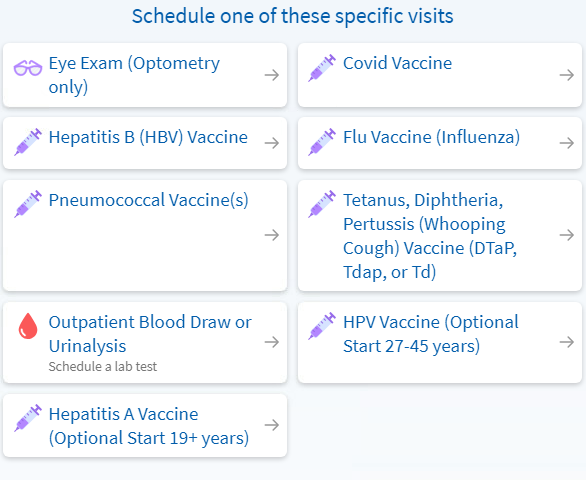 Schedule one of these specific visits
Eye Exam (Optometry
only)
Covid Vaccine
Hepatitis B (HBV) Vaccine
Flu Vaccine (Influenza)
Pneumococcal Vaccine(s)
Tetanus, Diphtheria,
Pertussis (Whooping
Cough) Vaccine (DTaP,
Tdap, or Td)
Outpatient Blood Draw or
Urinalysis
Schedule a lab test
HPV Vaccine (Optional
Start 27-45 years)
Hepatitis A Vaccine
(Optional Start 19+ years)